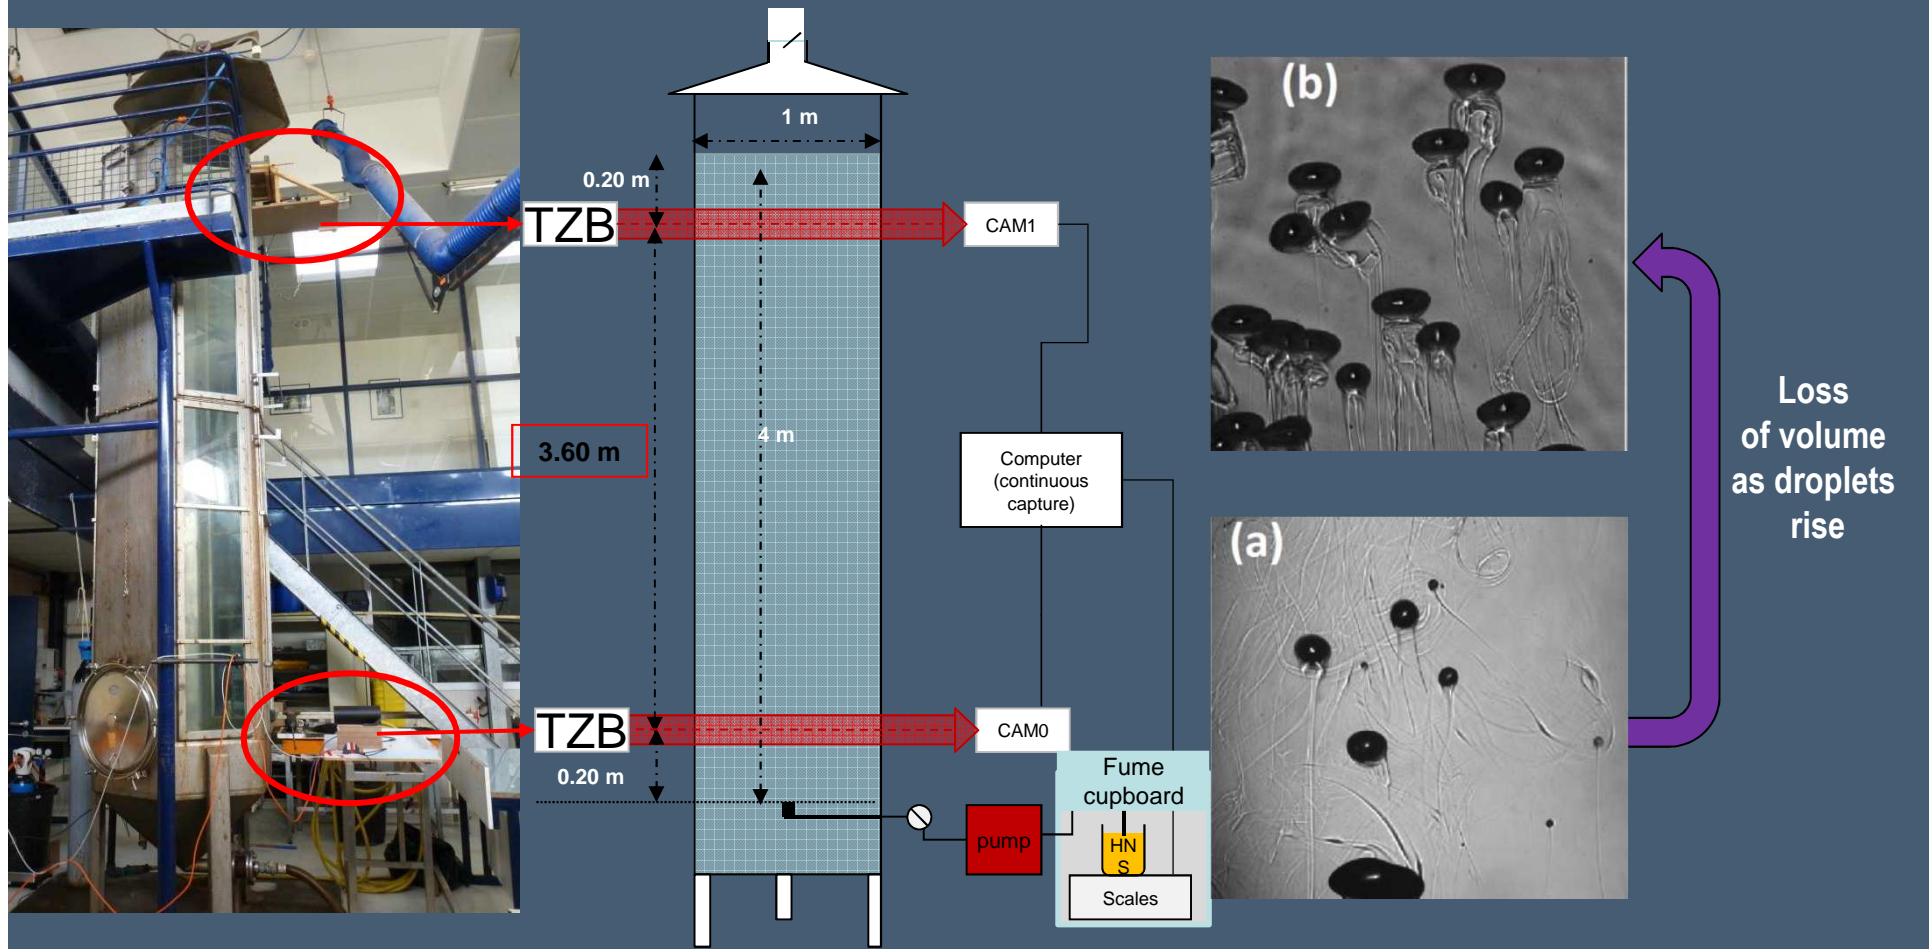 1 m
0.20 m
TZB
CAM1
3.60 m
4 m
Computer
(continuous
capture)
TZB
CAM0
0.20 m
Fume
cupboard
pump
HN
S
Scales
(b)
(a)
Loss
of volume
as droplets
rise